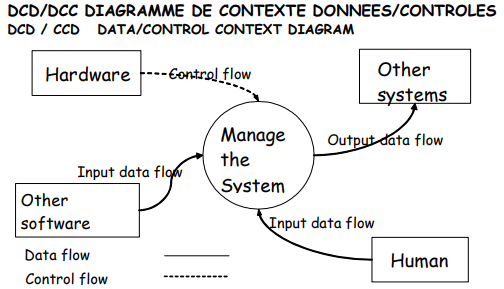 DCD/DCC DIAGRAMME DE CONTEXTE DONNEES/CONTROLES
DCD / CCD DATA/CONTROL CONTEXT DIAGRAM
Hardware
Control flow
Other
systems
Manage
the
System
Output data flow
Input data flow
Other
software
Input data flow
Human
Data flow
Control flow